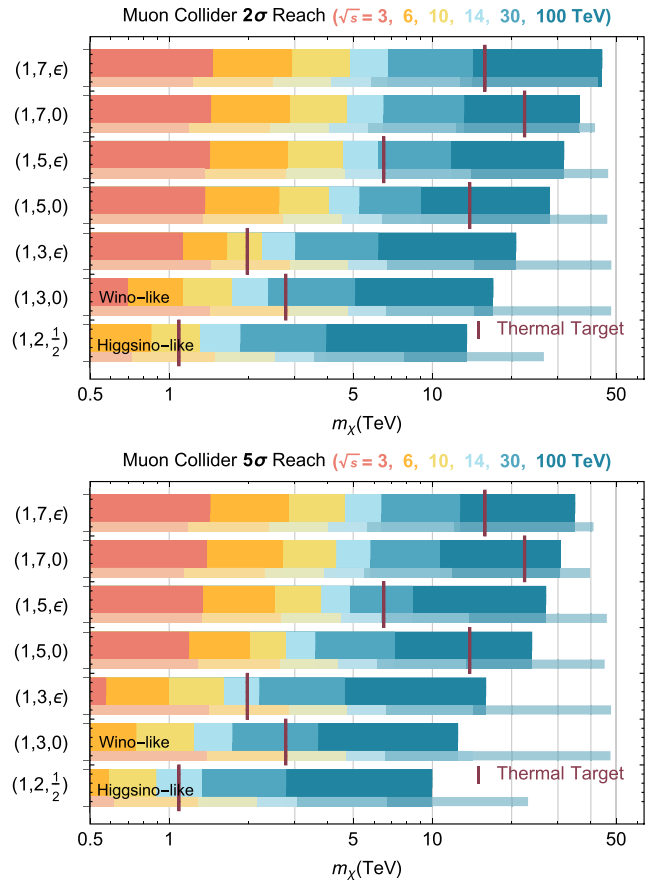 Muon Collider 2σ Reach (√s = 3, 6, 10, 14, 30, 100 TeV)
(1,7,ϵ)
(1,7,0)
(1,5,ϵ)
(1,5,0)
(1,3,ϵ)
(1,3,0) Wino-like
(1,2,1/2) Higgsino-like
Thermal Target
0.5 1 5 10 50
mχ(TeV)
Muon Collider 5σ Reach (√s = 3, 6, 10, 14, 30, 100 TeV)
(1,7,ϵ)
(1,7,0)
(1,5,ϵ)
(1,5,0)
(1,3,ϵ)
(1,3,0) Wino-like
(1,2,1/2) Higgsino-like
Thermal Target
0.5 1 5 10 50
mχ(TeV)